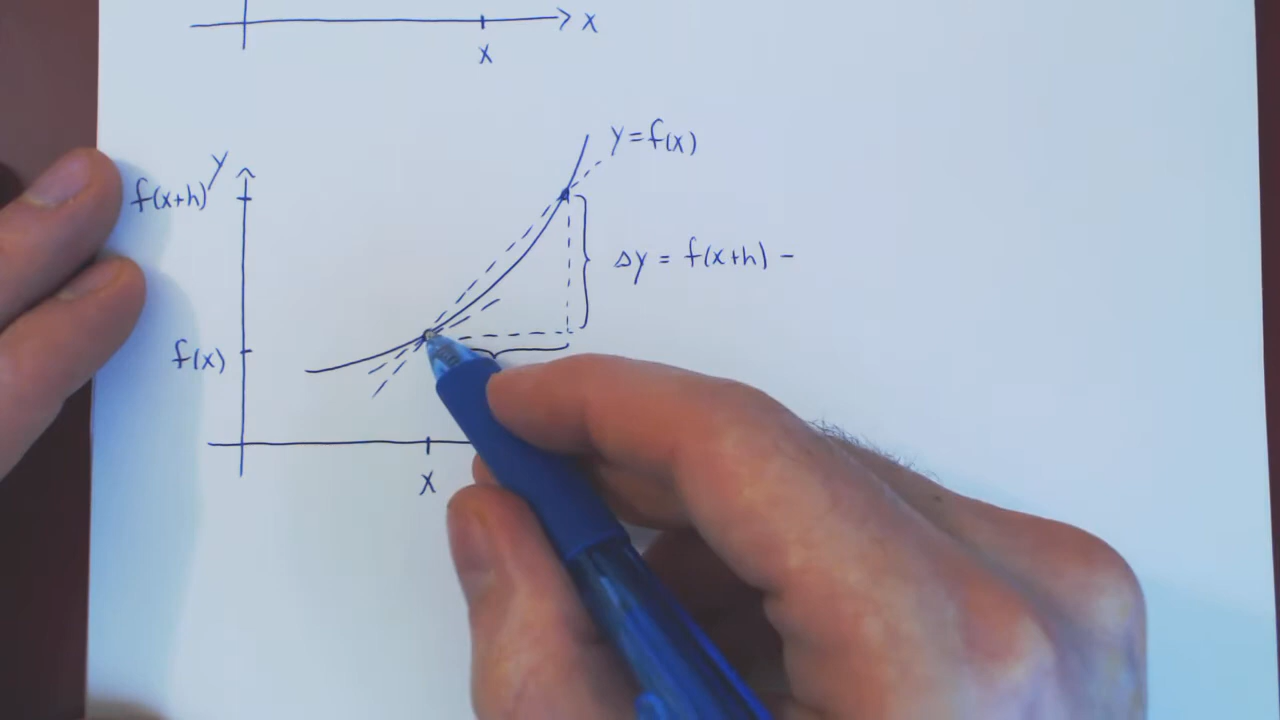 x
x
y = f(x)
y
f(x+h)
Δy = f(x+h) -
f(x)
x